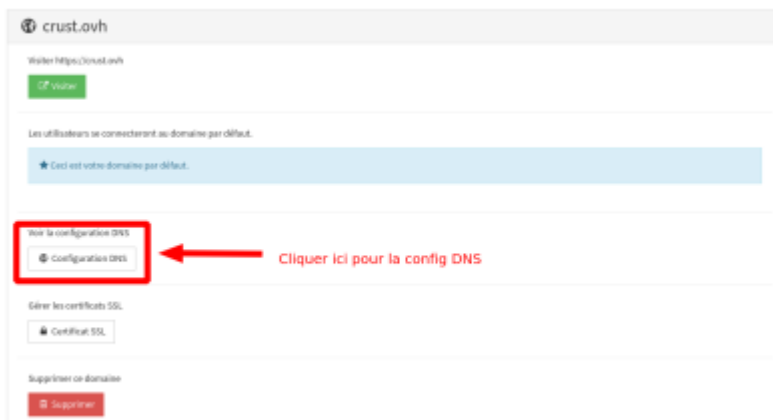 crust.ovh
Visiter https://crust.ovh
Visiter
Les utilisateurs se connecteront au domaine par défaut.
Ceci est votre domaine par défaut.
Voir la configuration DNS
Configuration DNS
Cliquer ici pour la config DNS
Gérer les certificats SSL.
Certificat SSL
Supprimer ce domaine
Supprimer